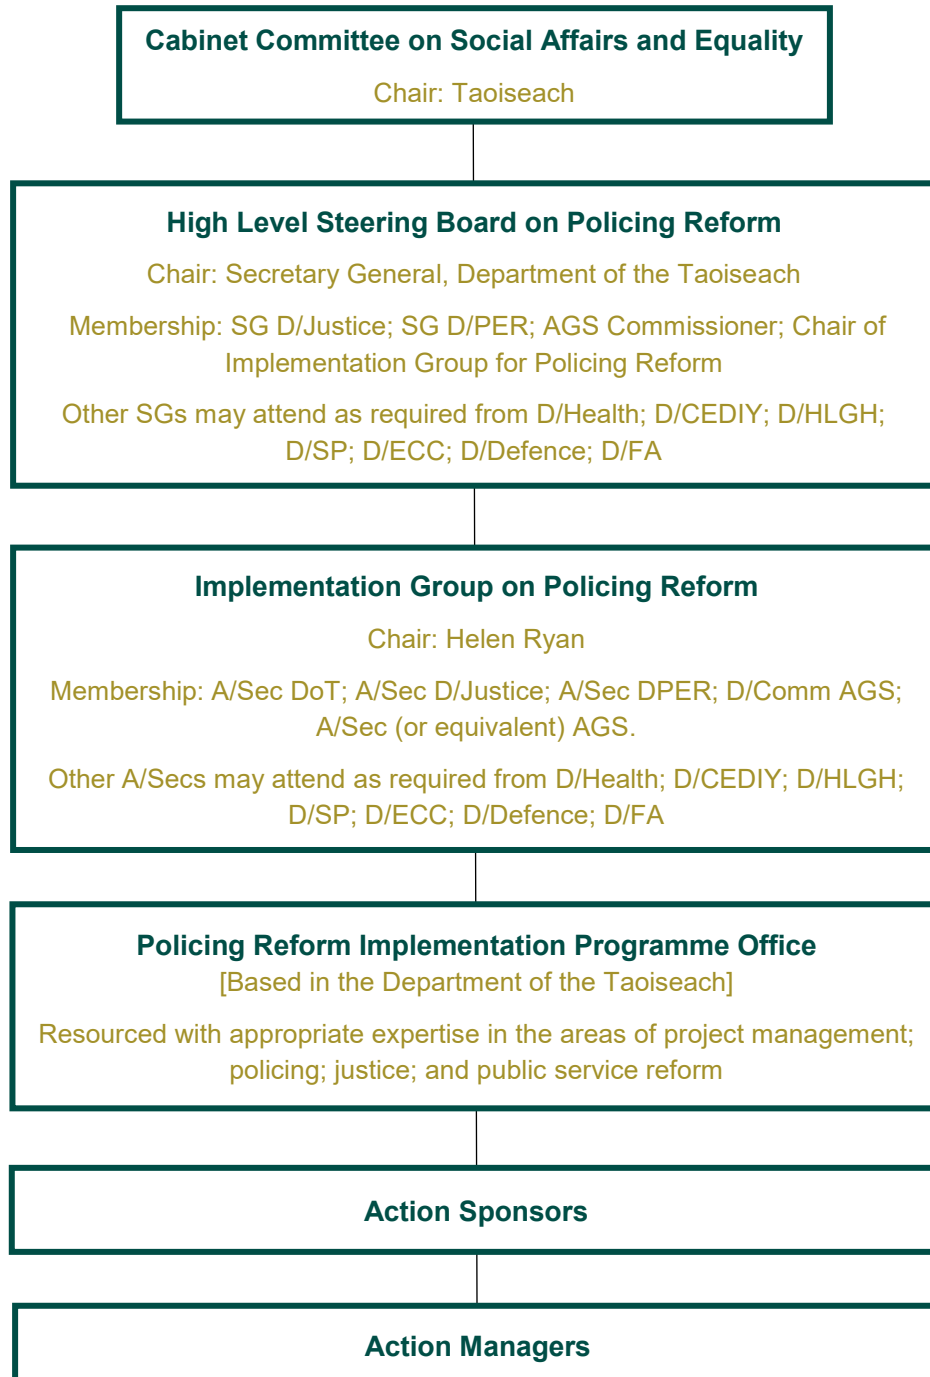 Cabinet Committee on Social Affairs and Equality
Chair: Taoiseach
High Level Steering Board on Policing Reform
Chair: Secretary General, Department of the Taoiseach
Membership: SG D/Justice; SG D/PER; AGS Commissioner; Chair of
Implementation Group for Policing Reform
Other SGs may attend as required from D/Health; D/CEDIY; D/HLGH;
D/SP; D/ECC; D/Defence; D/FA
Implementation Group on Policing Reform
Chair: Helen Ryan
Membership: A/Sec DoT; A/Sec D/Justice; A/Sec DPER; D/Comm AGS;
A/Sec (or equivalent) AGS.
Other A/Secs may attend as required from D/Health; D/CEDIY; D/HLGH;
D/SP; D/ECC; D/Defence; D/FA
Policing Reform Implementation Programme Office
[Based in the Department of the Taoiseach]
Resourced with appropriate expertise in the areas of project management;
policing; justice; and public service reform
Action Sponsors
Action Managers